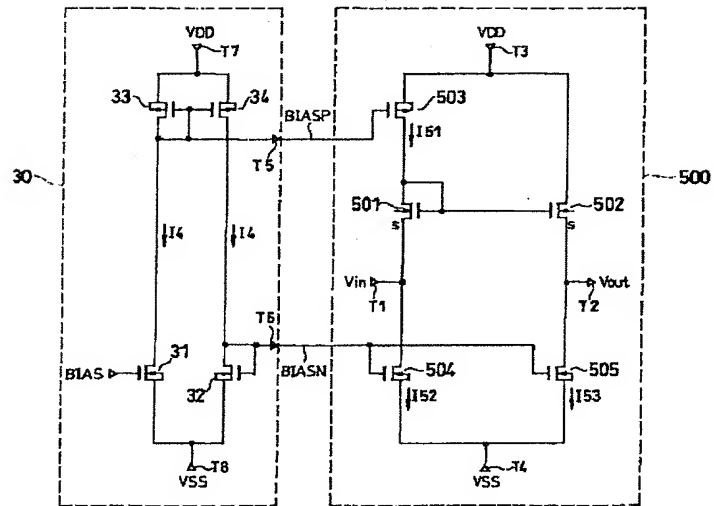 VDD
T7
VDD
T3
33
34
503
BIASP
I51
T5
30
500
501
502
S
S
I4
I4
Vin
T1
Vout
T2
T6
BIAS
31
32
BIASN
504
505
I52
I53
T8
VSS
T4
VSS